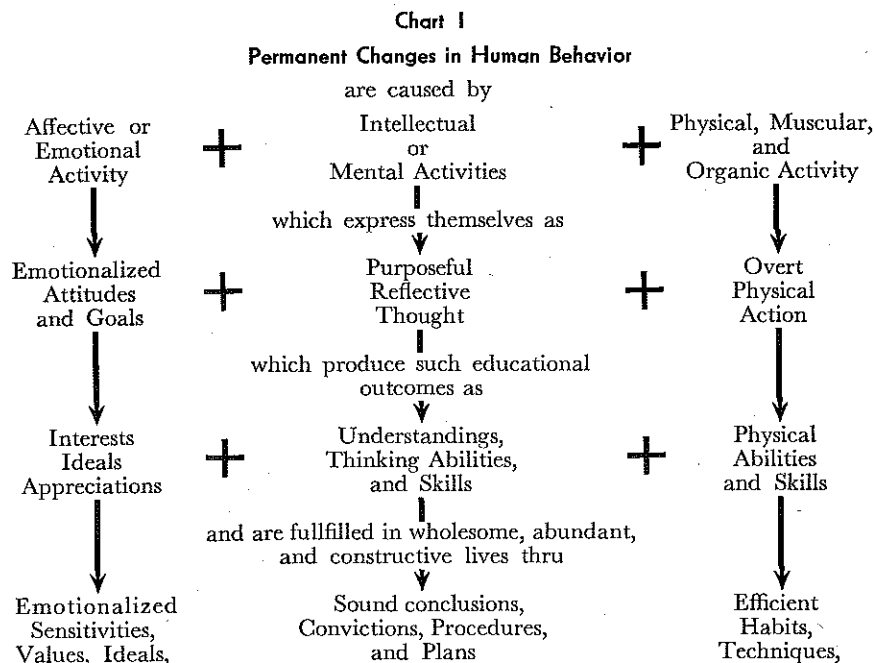 Chart I
Permanent Changes in Human Behavior
are caused by
Affective or
Emotional
Activity
+
Intellectual
or
Mental Activities
+
Physical, Muscular,
and
Organic Activity
which express themselves as
Emotionalized
Attitudes
and Goals
+
Purposeful
Reflective
Thought
+
Overt
Physical
Action
which produce such educational
outcomes as
Interests
Ideals
Appreciations
+
Understandings,
Thinking Abilities,
and Skills
+
Physical
Abilities
and Skills
and are fullfilled in wholesome, abundant,
and constructive lives thru
Emotionalized
Sensitivities,
Values, Ideals,
Sound conclusions,
Convictions, Procedures,
and Plans
Efficient
Habits,
Techniques,